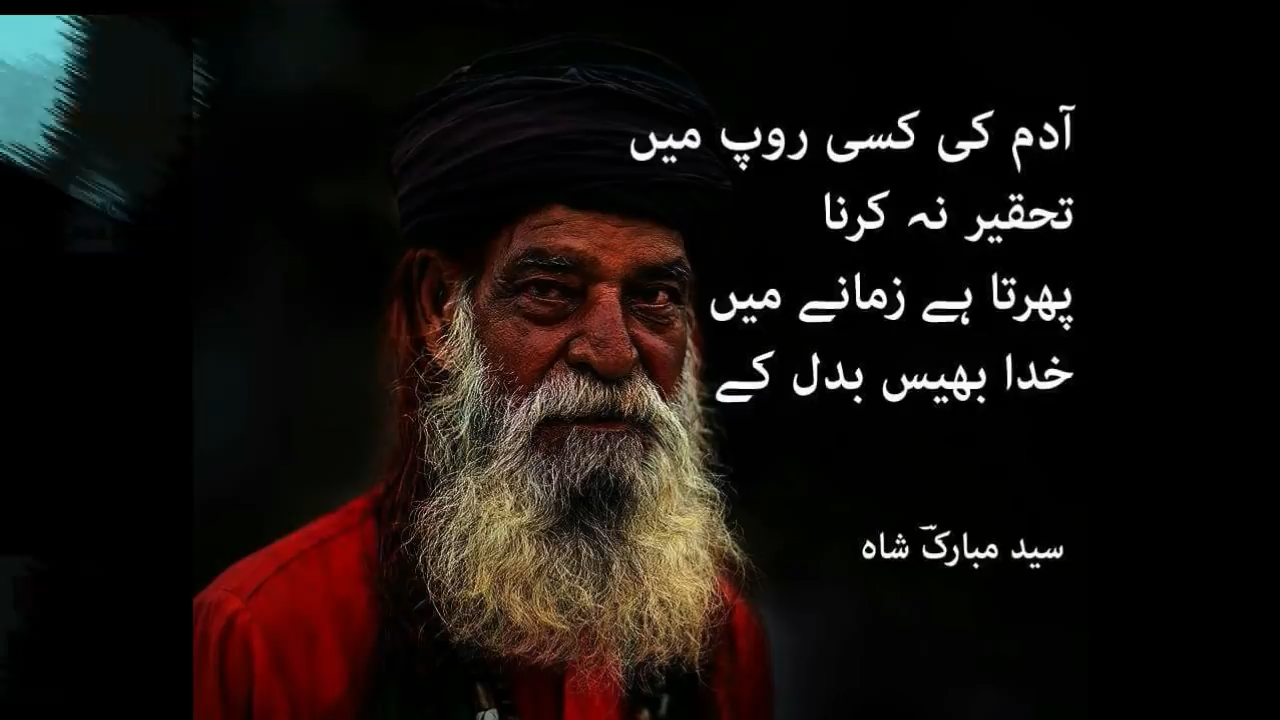 آدم کی کسی روپ میں
تحقیر نہ کرنا
پھرتا ہے زمانے میں
خدا بھیس بدل کے
سید مبارکؔ شاہ